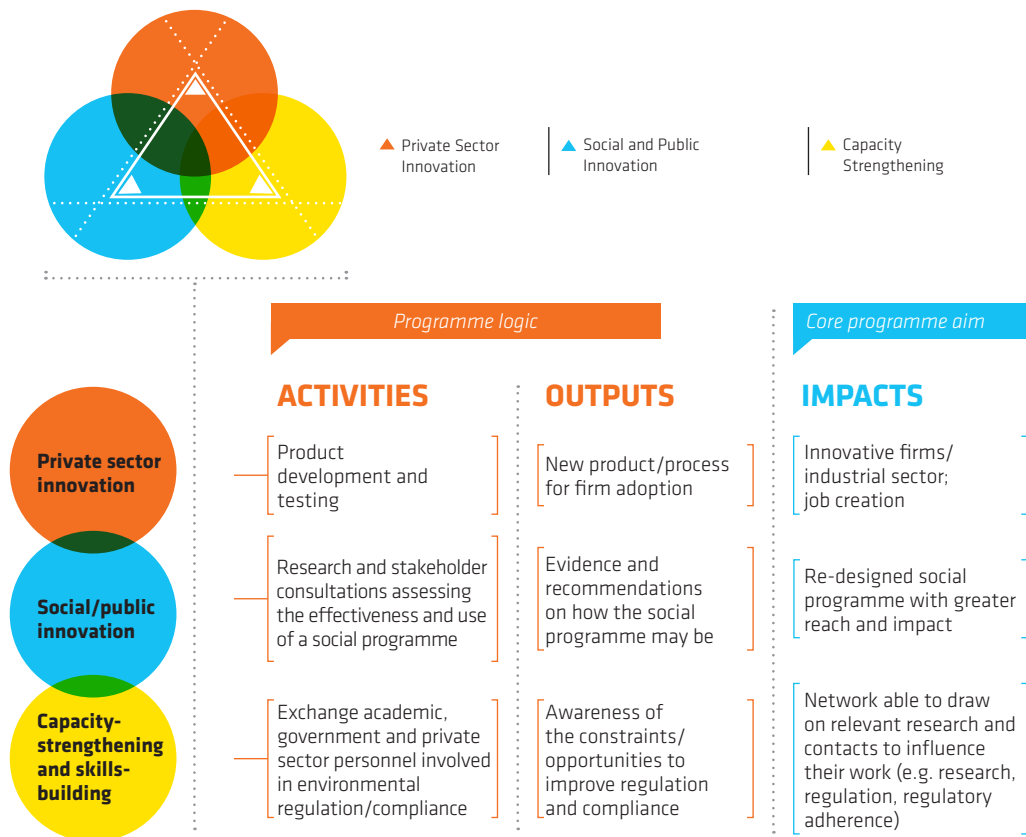 Private Sector
Innovation
Social and Public
Innovation
Capacity
Strengthening
Programme logic
Core programme aim
ACTIVITIES
OUTPUTS
IMPACTS
Private sector
innovation
Product
development and
testing
New product/process
for firm adoption
Innovative firms/
industrial sector;
job creation
Social/public
innovation
Research and stakeholder
consultations assessing
the effectiveness and use
of a social programme
Evidence and
recommendations
on how the social
programme may be
Re-designed social
programme with greater
reach and impact
Capacity-
strengthening
and skills-
building
Exchange academic,
government and private
sector personnel involved
in environmental
regulation/compliance
Awareness of
the constraints/
opportunities to
improve regulation
and compliance
Network able to draw
on relevant research and
contacts to influence
their work (e.g. research,
regulation, regulatory
adherence)